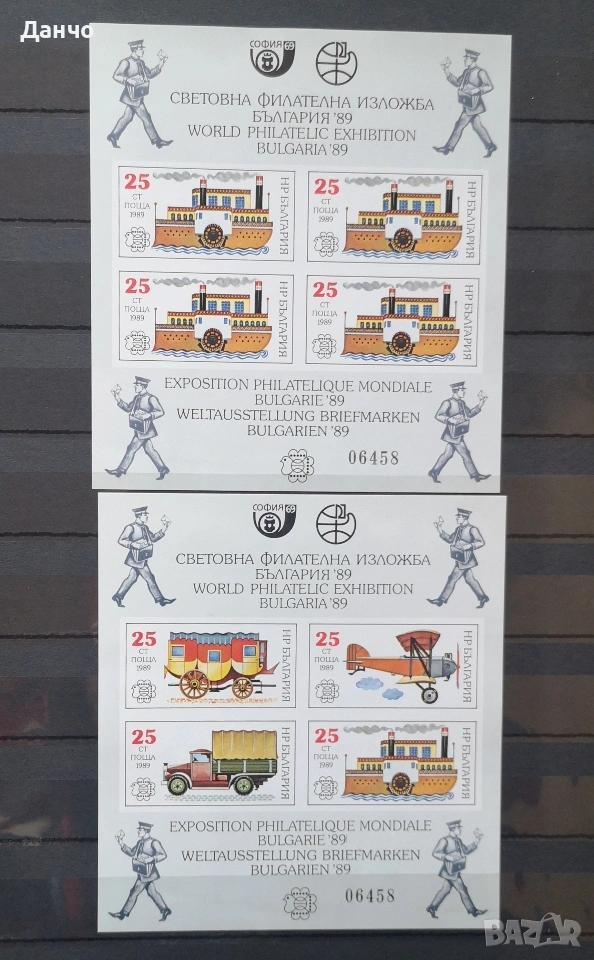 Данчо
СОФИЯ 89
СВЕТОВНА ФИЛАТЕЛНА ИЗЛОЖБА
БЪЛГАРИЯ '89
WORLD PHILATELIC EXHIBITION
BULGARIA '89
25 СТ ПОЩА 1989 НР БЪЛГАРИЯ
25 СТ ПОЩА 1989 НР БЪЛГАРИЯ
25 СТ ПОЩА 1989 НР БЪЛГАРИЯ
25 СТ ПОЩА 1989 НР БЪЛГАРИЯ
EXPOSITION PHILATELIQUE MONDIALE
BULGARIE '89
WELTAUSSTELLUNG BRIEFMARKEN
BULGARIEN '89
06458
СОФИЯ 89
СВЕТОВНА ФИЛАТЕЛНА ИЗЛОЖБА
БЪЛГАРИЯ '89
WORLD PHILATELIC EXHIBITION
BULGARIA '89
25 СТ ПОЩА 1989 НР БЪЛГАРИЯ
25 СТ ПОЩА 1989 НР БЪЛГАРИЯ
25 СТ ПОЩА 1989 НР БЪЛГАРИЯ
25 СТ ПОЩА 1989 НР БЪЛГАРИЯ
EXPOSITION PHILATELIQUE MONDIALE
BULGARIE '89
WELTAUSSTELLUNG BRIEFMARKEN
BULGARIEN '89
06458
BAZAR